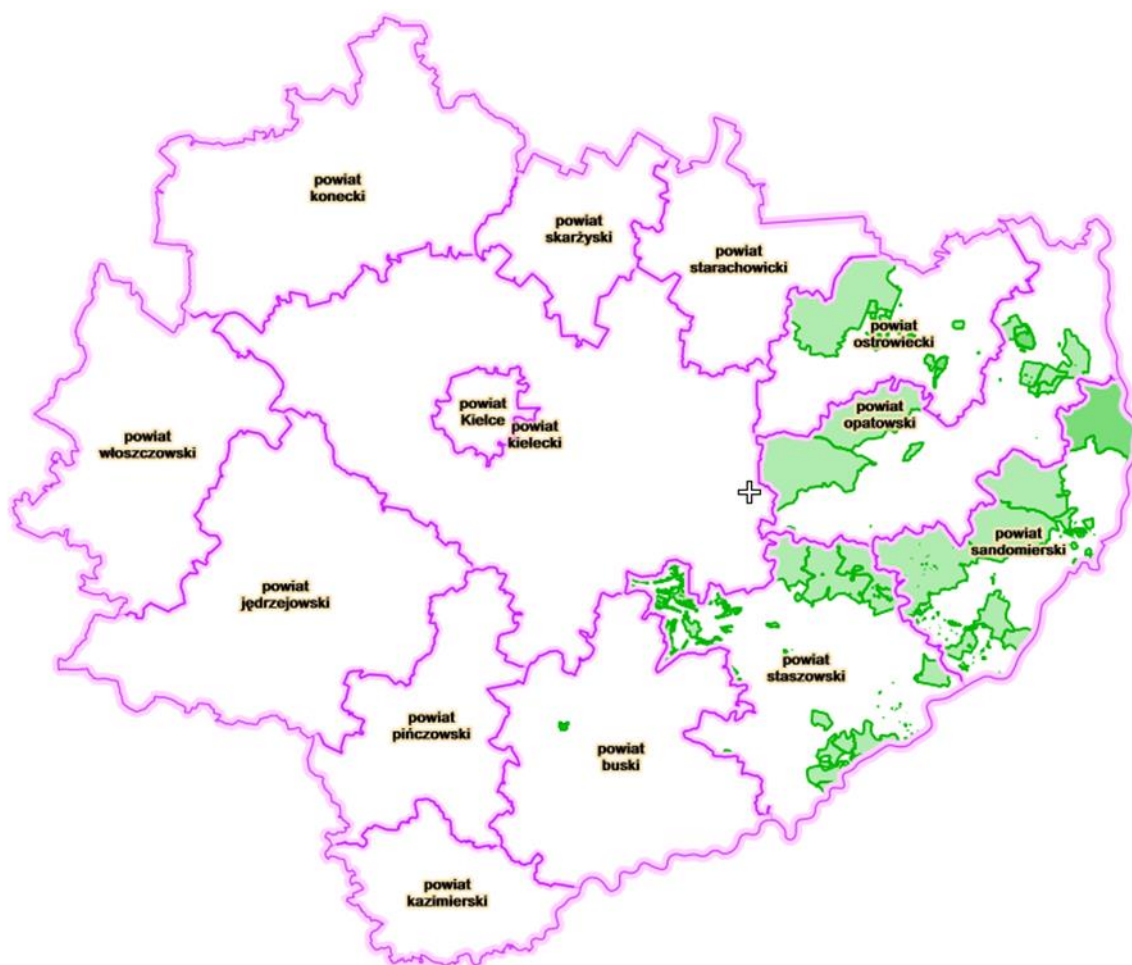 powiat
konecki
powiat
skarżyski
powiat
starachowicki
powiat
ostrowiecki
powiat
Kielce
powiat
kielecki
powiat
opatowski
powiat
włoszczowski
powiat
sandomierski
powiat
jędrzejowski
powiat
staszowski
powiat
pińczowski
powiat
buski
powiat
kazimierski